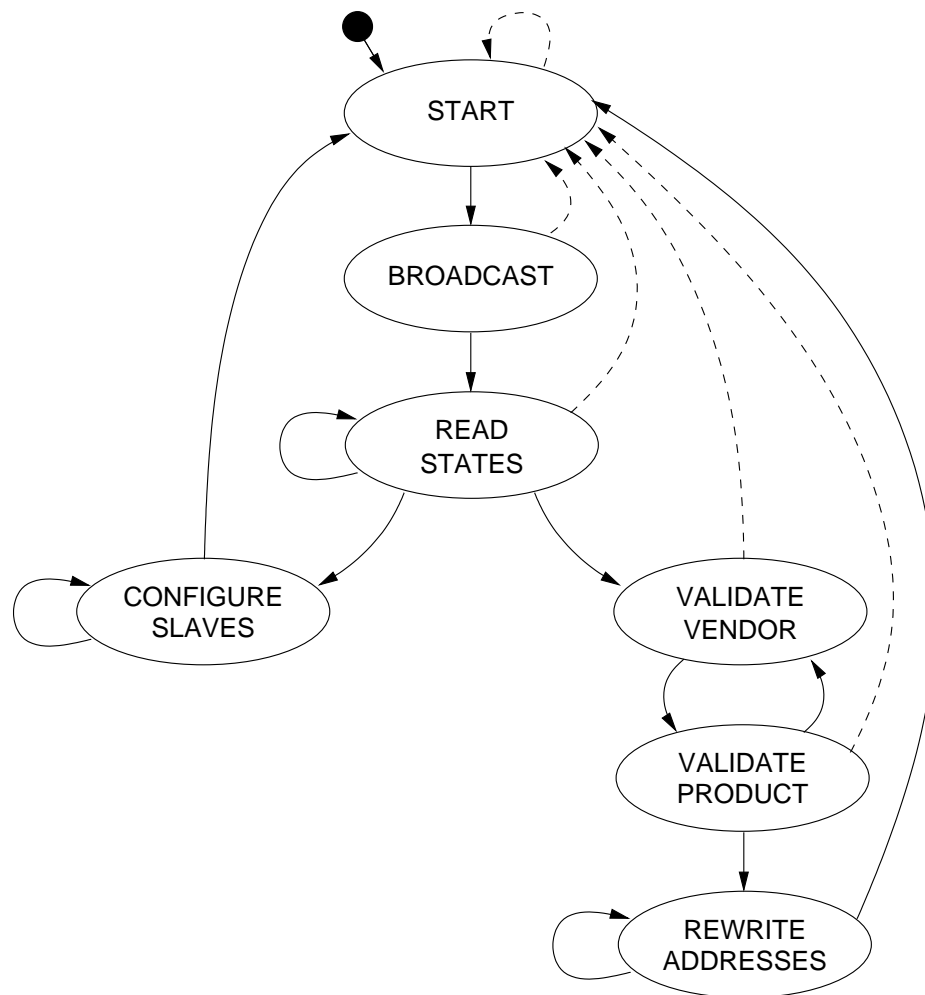 START
BROADCAST
READ
STATES
CONFIGURE
SLAVES
VALIDATE
VENDOR
VALIDATE
PRODUCT
REWRITE
ADDRESSES